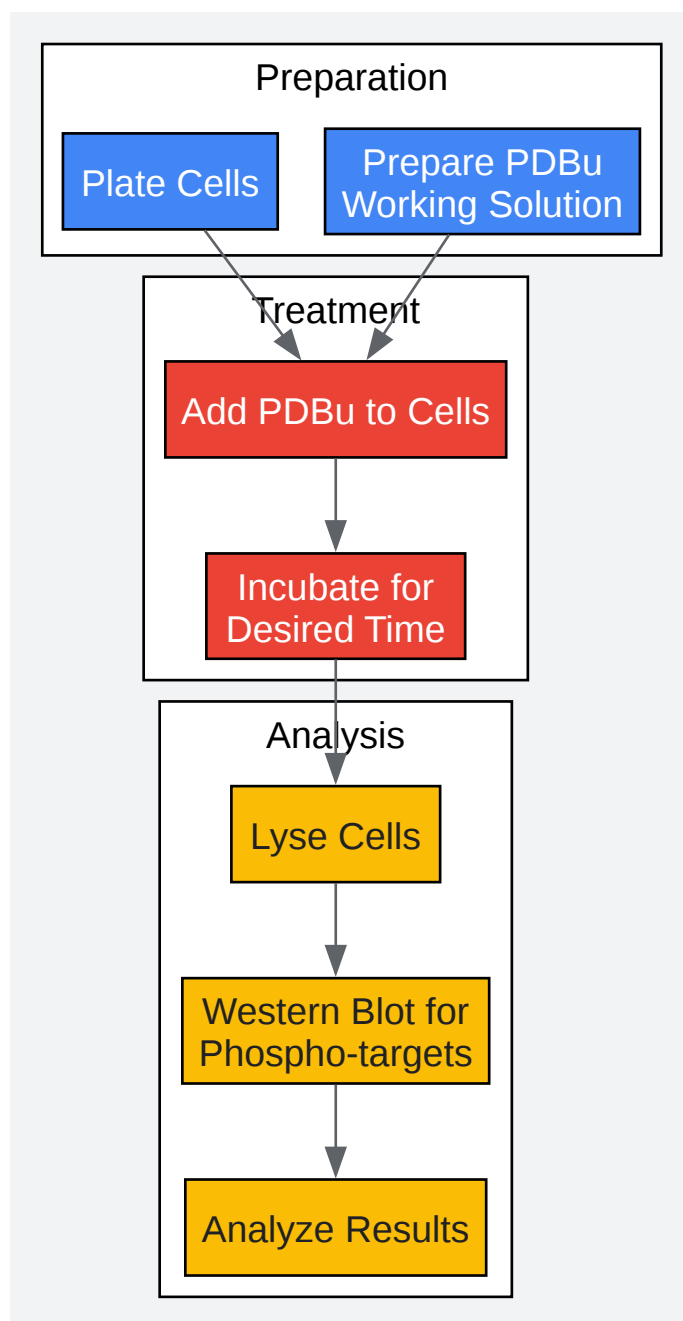 Preparation
Plate Cells
Prepare PDBu
Working Solution
Treatment
Add PDBu to Cells
Incubate for
Desired Time
Analysis
Lyse Cells
Western Blot for
Phospho-targets
Analyze Results